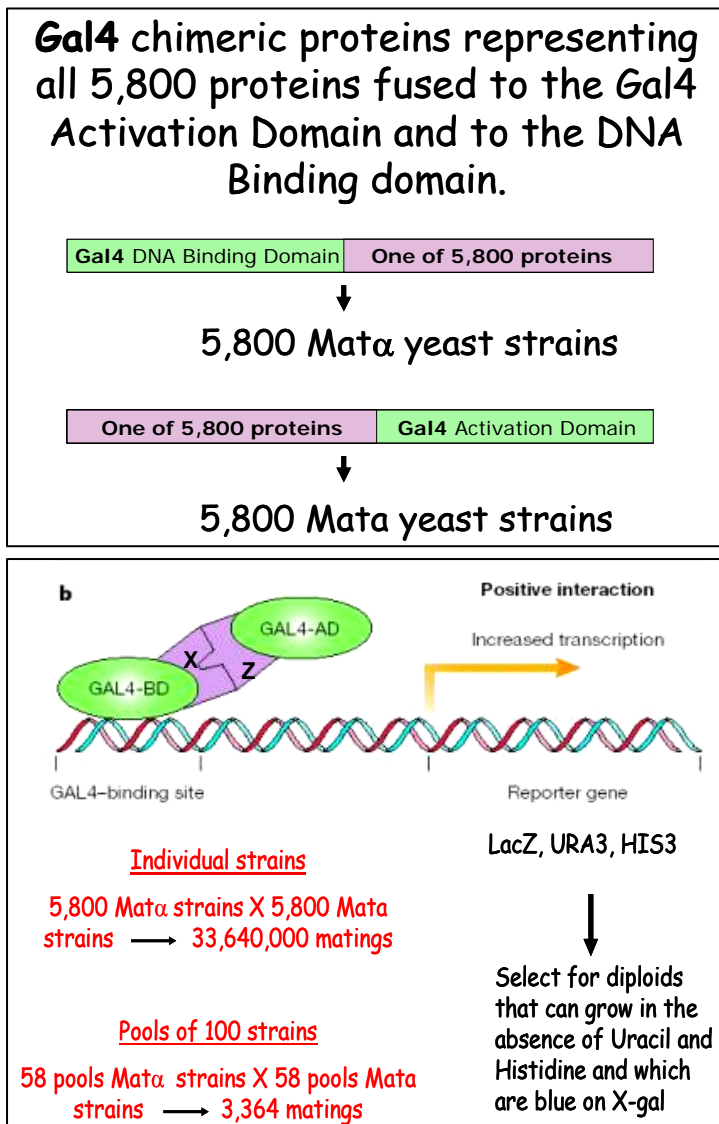 Gal4 chimeric proteins representing
all 5,800 proteins fused to the Gal4
Activation Domain and to the DNA
Binding domain.
Gal4 DNA Binding Domain One of 5,800 proteins
5,800 Matα yeast strains
One of 5,800 proteins Gal4 Activation Domain
5,800 Mata yeast strains
b
Positive interaction
GAL4-AD
Increased transcription
X
Z
GAL4-BD
GAL4–binding site
Reporter gene
LacZ, URA3, HIS3
Individual strains
5,800 Matα strains X 5,800 Mata
strains → 33,640,000 matings
Select for diploids
that can grow in the
absence of Uracil and
Histidine and which
are blue on X-gal
Pools of 100 strains
58 pools Matα strains X 58 pools Mata
strains → 3,364 matings